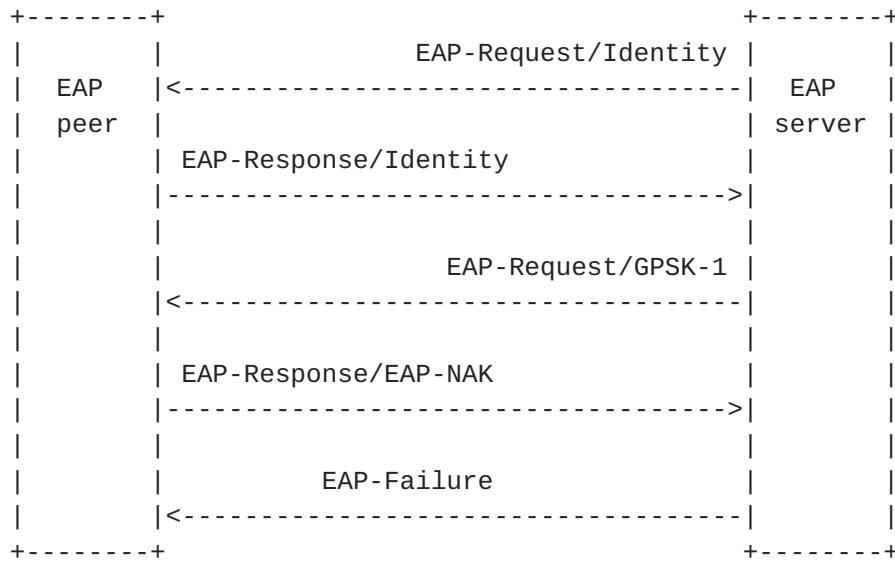 +--------+                                      +--------+
|        |                EAP-Request/Identity |        |
|  EAP   |<------------------------------------|  EAP   |
|  peer  |                                      | server |
|        | EAP-Response/Identity               |        |
|        |------------------------------------>|        |
|        |                                      |        |
|        |                  EAP-Request/GPSK-1 |        |
|        |<------------------------------------|        |
|        |                                      |        |
|        | EAP-Response/EAP-NAK                |        |
|        |------------------------------------>|        |
|        |                                      |        |
|        |          EAP-Failure                |        |
|        |<------------------------------------|        |
+--------+                                      +--------+